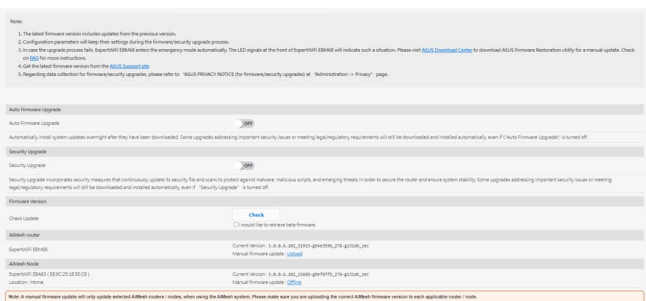 Note:
1. The latest firmware version includes updates from the previous version.
2. Configuration parameters will keep their settings during the firmware/security upgrade process.
3. In case the upgrade process fails, ExpertWiFi EBM68 enters the emergency mode automatically. The LED signals at the front of ExpertWiFi EBM68 will indicate such a situation. Please visit ASUS Download Center to download ASUS Firmware Restoration utility for a manual update. Check
on FAQ for more instructions.
4. Get the latest firmware version from the ASUS Support site
5. Regarding data collection for firmware/security upgrades, please refer to "ASUS PRIVACY NOTICE (for firmware/security upgrades) at "Administration -> Privacy" page.
Auto Firmware Upgrade
Auto Firmware Upgrade OFF
Automatically install system updates overnight after they have been downloaded. Some upgrades addressing important security issues or meeting legal/regulatory requirements will still be downloaded and installed automatically, even if \"Auto Firmware Upgrade\" is turned off.
Security Upgrade
Security Upgrade OFF
Security upgrade incorporates security measures that continuously update its security file and scans to protect against malware, malicious scripts, and emerging threats in order to secure the router and ensure system stability. Some upgrades addressing important security issues or meeting
legal/regulatory requirements will still be downloaded and installed automatically, even if "Security Upgrade" is turned off.
Firmware Version
Check Update Check
I would like to retrieve beta firmware.
AiMesh router
ExpertWiFi EBM68 Current Version :
Manual firmware update : Upload
AiMesh Node
ExpertWiFi EBA63
Location : Home Current Version :
Manual firmware update : Offline
Note: A manual firmware update will only update selected AiMesh routers / nodes, when using the AiMesh system. Please make sure you are uploading the correct AiMesh firmware version to each applicable router / node.